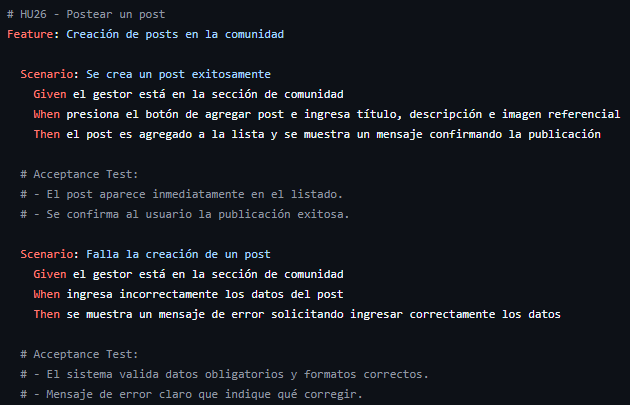 # HU26 - Postear un post
Feature: Creación de posts en la comunidad
Scenario: Se crea un post exitosamente
Given el gestor está en la sección de comunidad
When presiona el botón de agregar post e ingresa título, descripción e imagen referencial
Then el post es agregado a la lista y se muestra un mensaje confirmando la publicación
# Acceptance Test:
# - El post aparece inmediatamente en el listado.
# - Se confirma al usuario la publicación exitosa.
Scenario: Falla la creación de un post
Given el gestor está en la sección de comunidad
When ingresa incorrectamente los datos del post
Then se muestra un mensaje de error solicitando ingresar correctamente los datos
# Acceptance Test:
# - El sistema valida datos obligatorios y formatos correctos.
# - Mensaje de error claro que indique qué corregir.